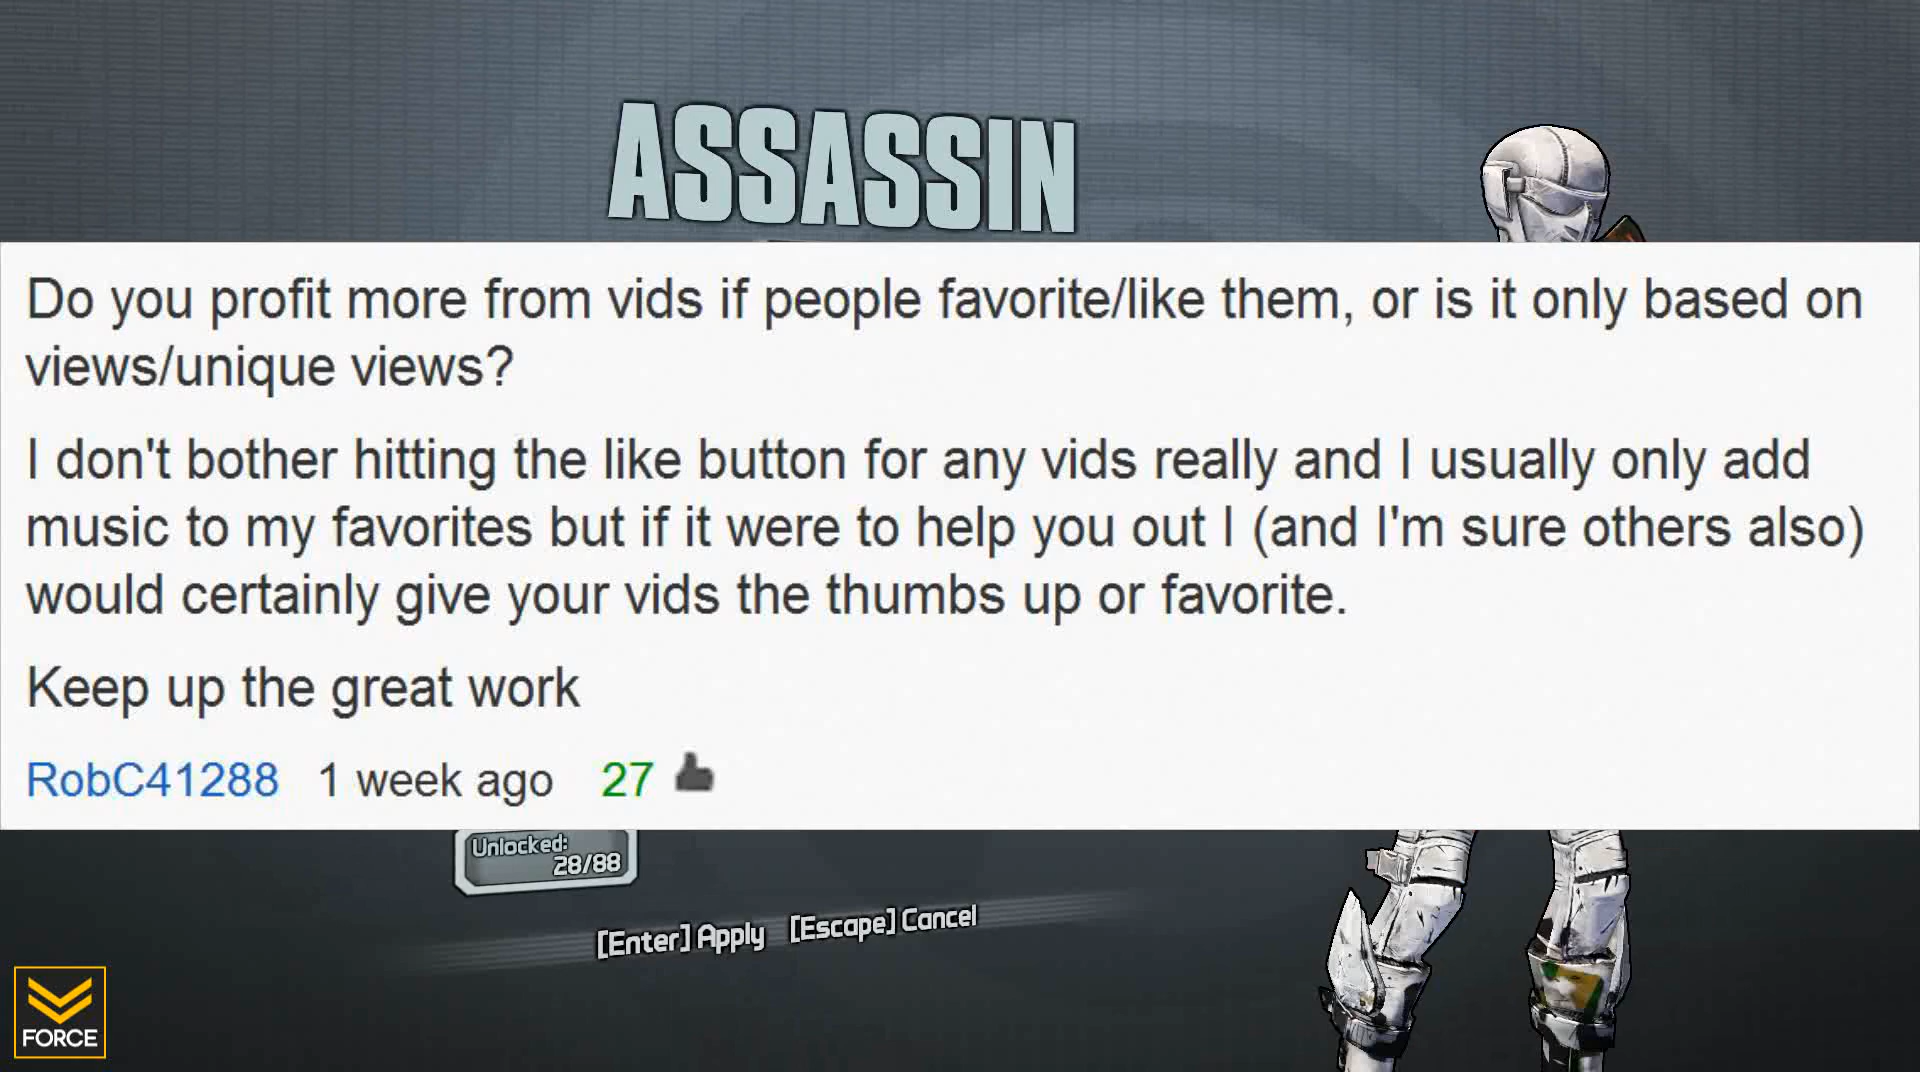 ASSASSIN
Do you profit more from vids if people favorite/like them, or is it only based on
views/unique views?
I don't bother hitting the like button for any vids really and I usually only add
music to my favorites but if it were to help you out I (and I'm sure others also)
would certainly give your vids the thumbs up or favorite.
Keep up the great work
RobC41288 1 week ago 27
Unlocked:
28/88
[Enter] Apply [Escape] Cancel
FORCE